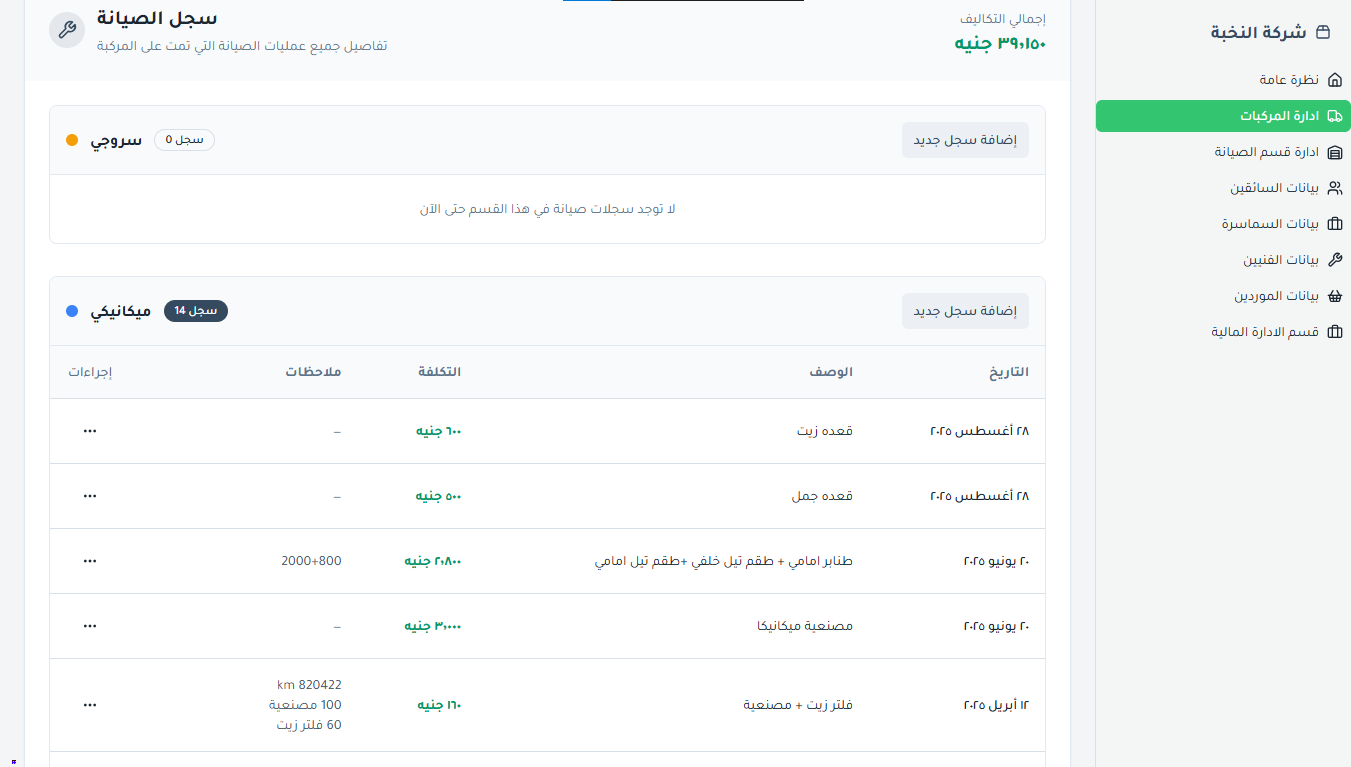 شركة النخبة
نظرة عامة
ادارة المركبات
ادارة قسم الصيانة
بيانات السائقين
بيانات السماسرة
بيانات الفنيين
بيانات الموردين
قسم الادارة المالية
إجمالي التكاليف
٣٩٬١٥٠ جنيه
سجل الصيانة
تفاصيل جميع عمليات الصيانة التي تمت على المركبة
إضافة سجل جديد
سروجي
0 سجل
لا توجد سجلات صيانة في هذا القسم حتى الآن
إضافة سجل جديد
ميكانيكي
14 سجل
التاريخ الوصف التكلفة ملاحظات إجراءات
٢٨ أغسطس ٢٠٢٥ قعده زيت ٦٠٠ جنيه –
٢٨ أغسطس ٢٠٢٥ قعده جمل ٥٠٠ جنيه –
٢٠ يونيو ٢٠٢٥ طنابر امامي + طقم تيل خلفي +طقم تيل امامي ٢٬٨٠٠ جنيه 2000+800
٢٠ يونيو ٢٠٢٥ مصنعية ميكانيكا ٣٬٠٠٠ جنيه –
١٢ أبريل ٢٠٢٥ فلتر زيت + مصنعية ١٦٠ جنيه
820422 km
100 مصنعية
60 فلتر زيت